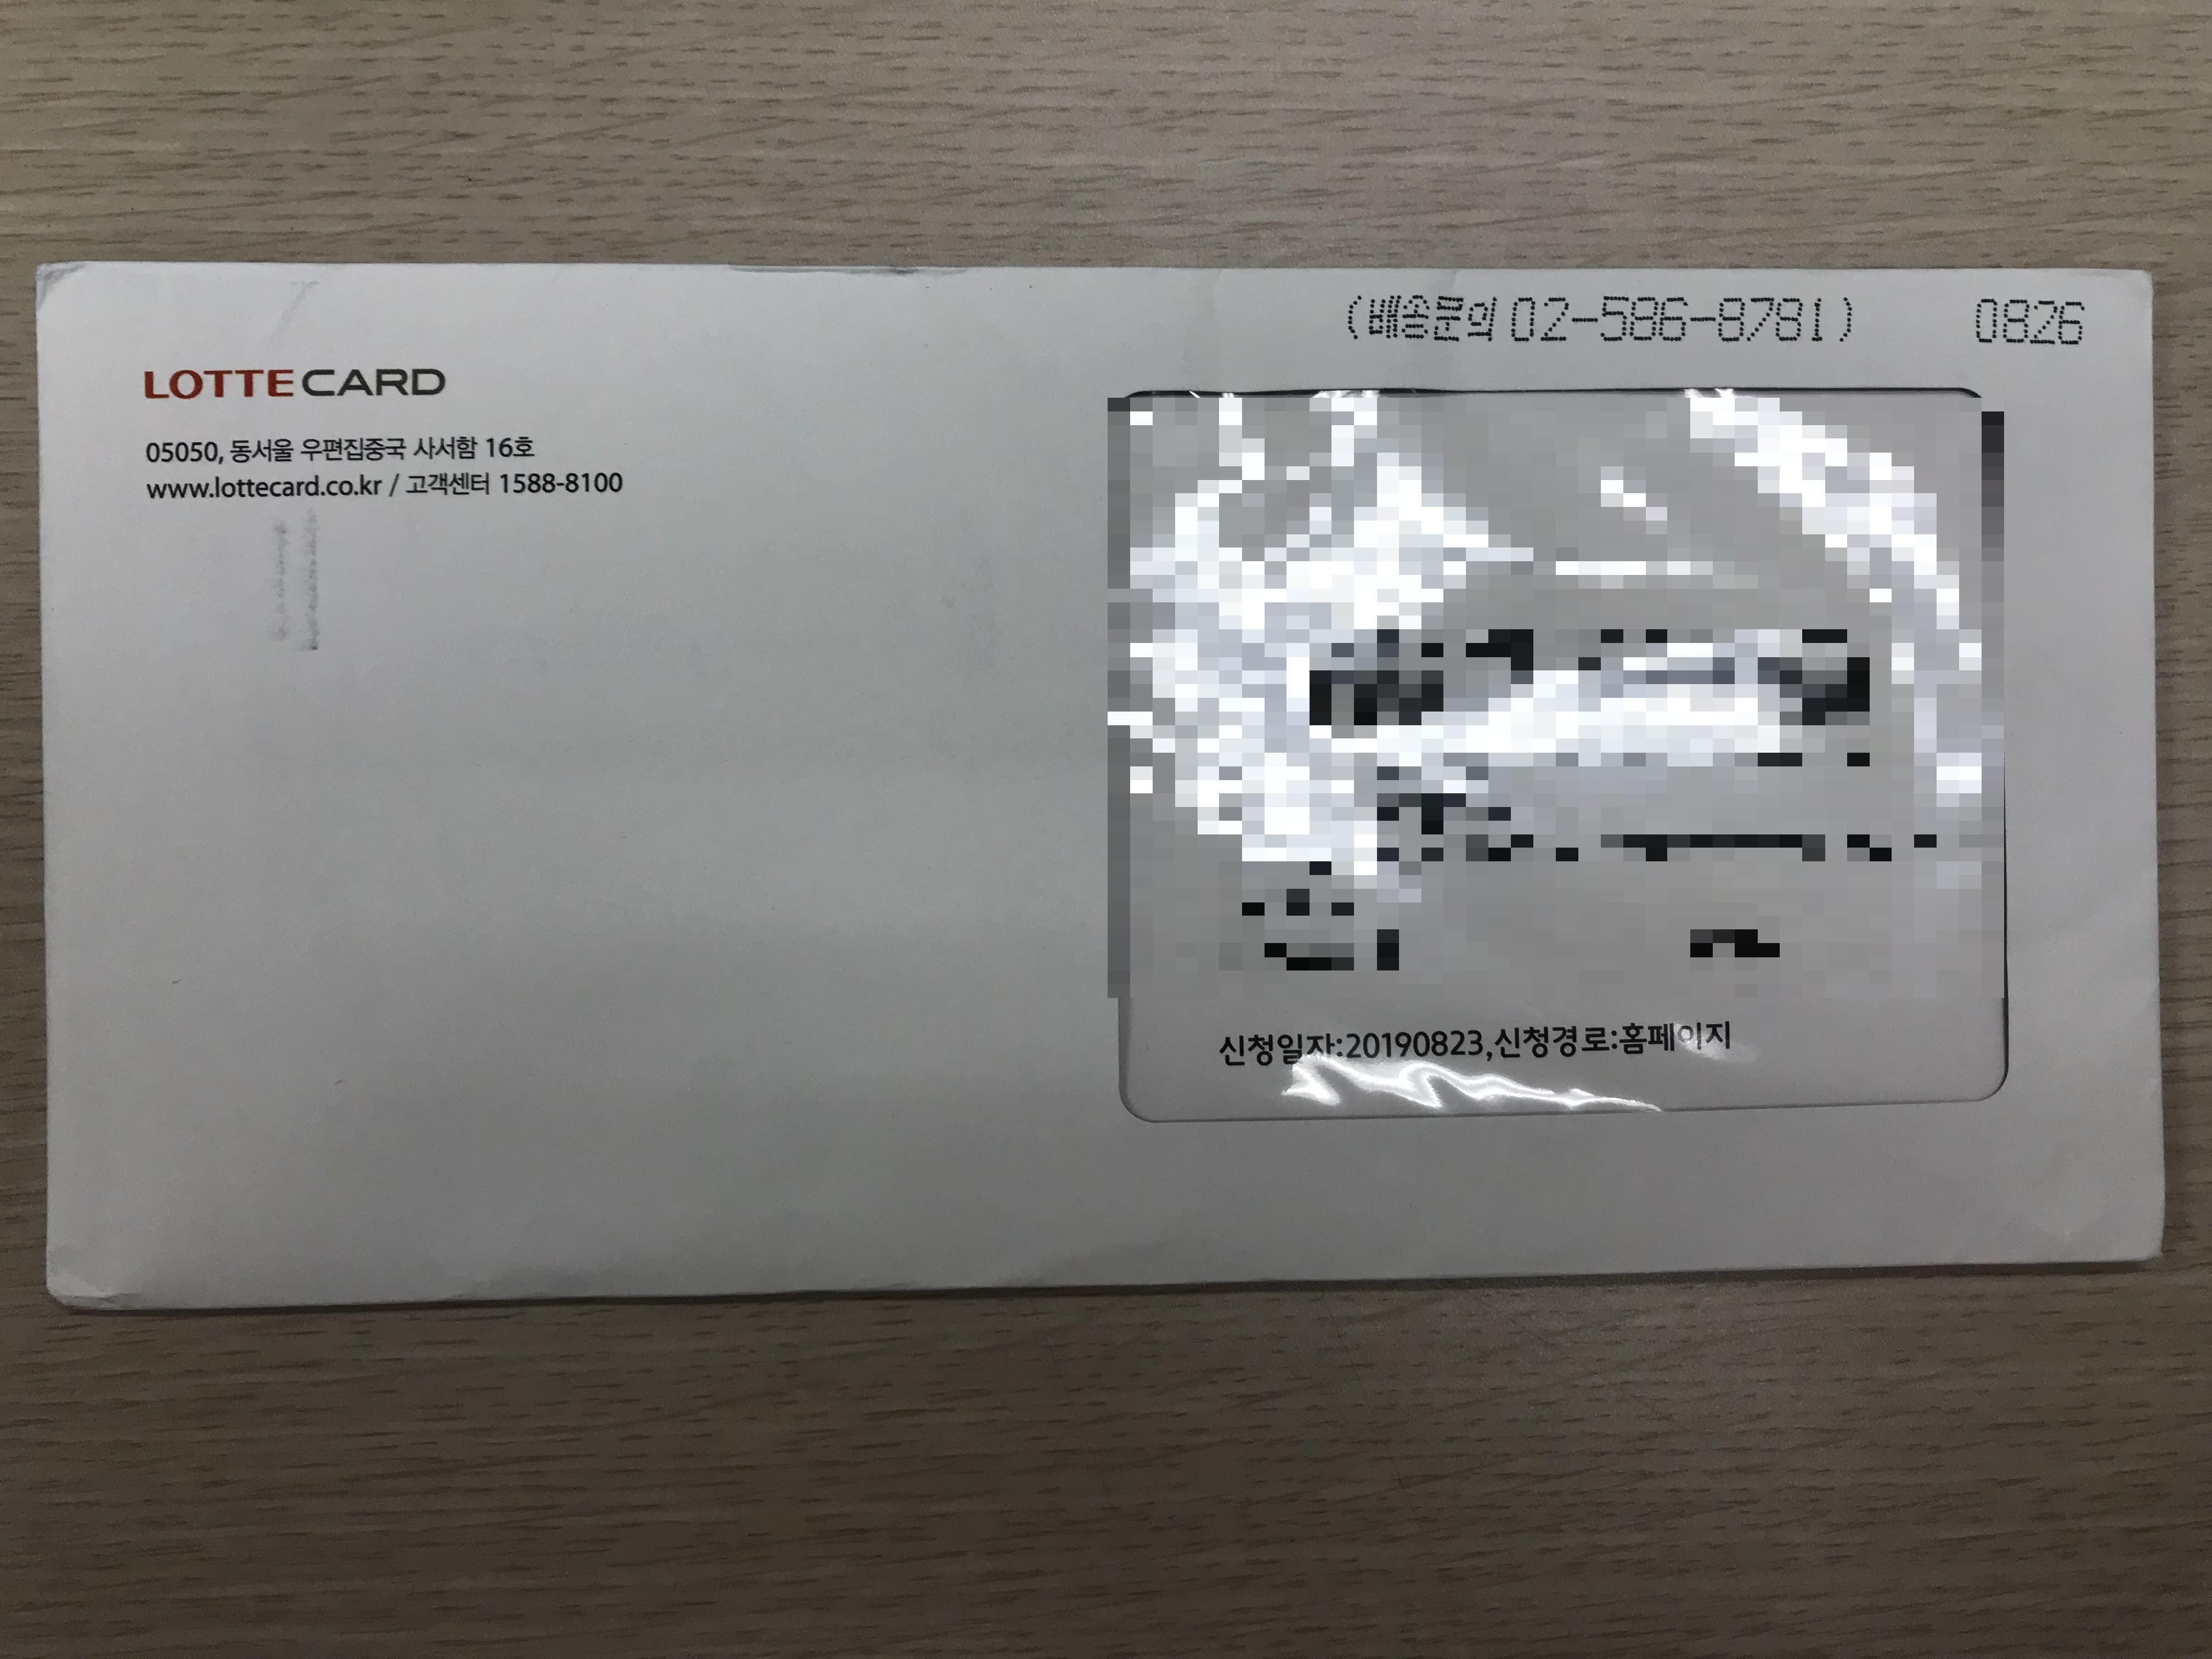 (배송문의 02-586-8781) 0826
LOTTE CARD
05050, 동서울 우편집중국 사서함 16호
www.lottecard.co.kr / 고객센터 1588-8100
신청일자:20190823,신청경로:홈페이지